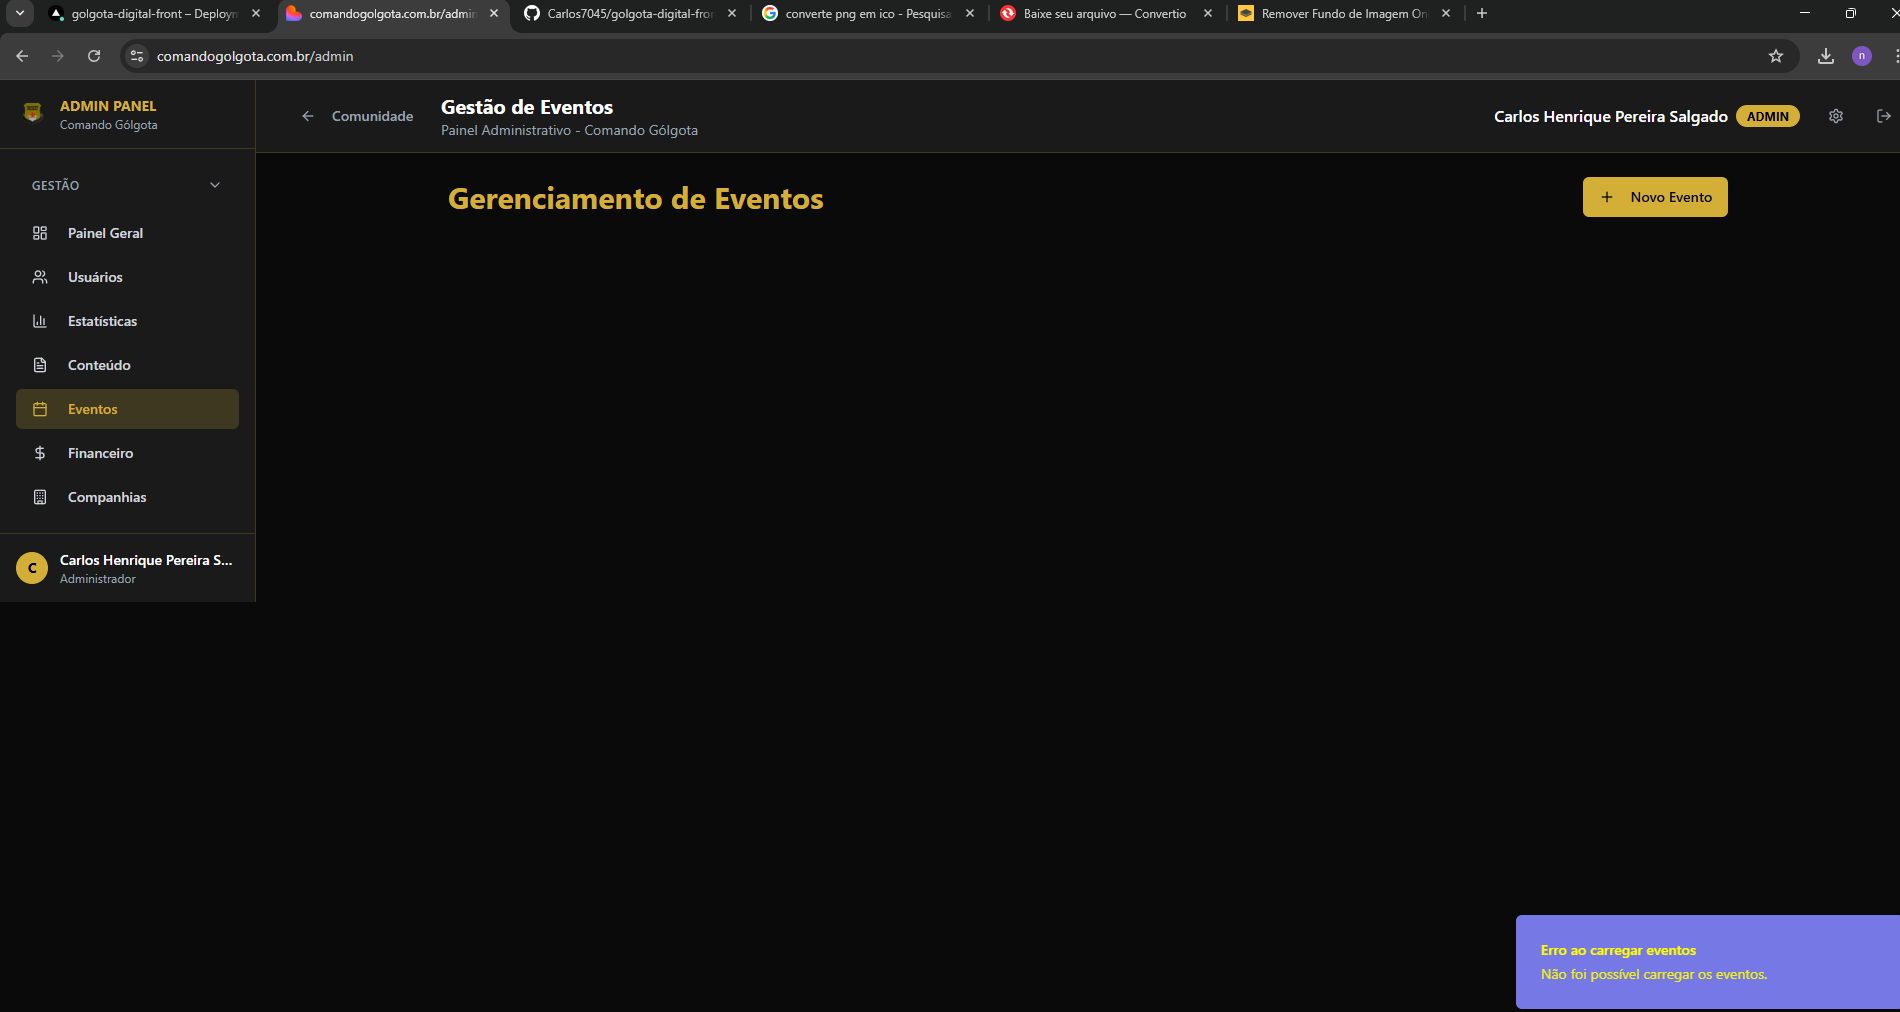 golgota-digital-front – Deploym
comandogolgota.com.br/admin
Carlos7045/golgota-digital-fron
converte png em ico - Pesquisa
Baixe seu arquivo — Convertio
Remover Fundo de Imagem On
comandogolgota.com.br/admin
n
ADMIN PANEL
Comando Gólgota
Comunidade
Gestão de Eventos
Painel Administrativo - Comando Gólgota
Carlos Henrique Pereira Salgado
ADMIN
GESTÃO
Painel Geral
Usuários
Estatísticas
Conteúdo
Eventos
Financeiro
Companhias
C
Carlos Henrique Pereira S...
Administrador
Gerenciamento de Eventos
Novo Evento
Erro ao carregar eventos
Não foi possível carregar os eventos.